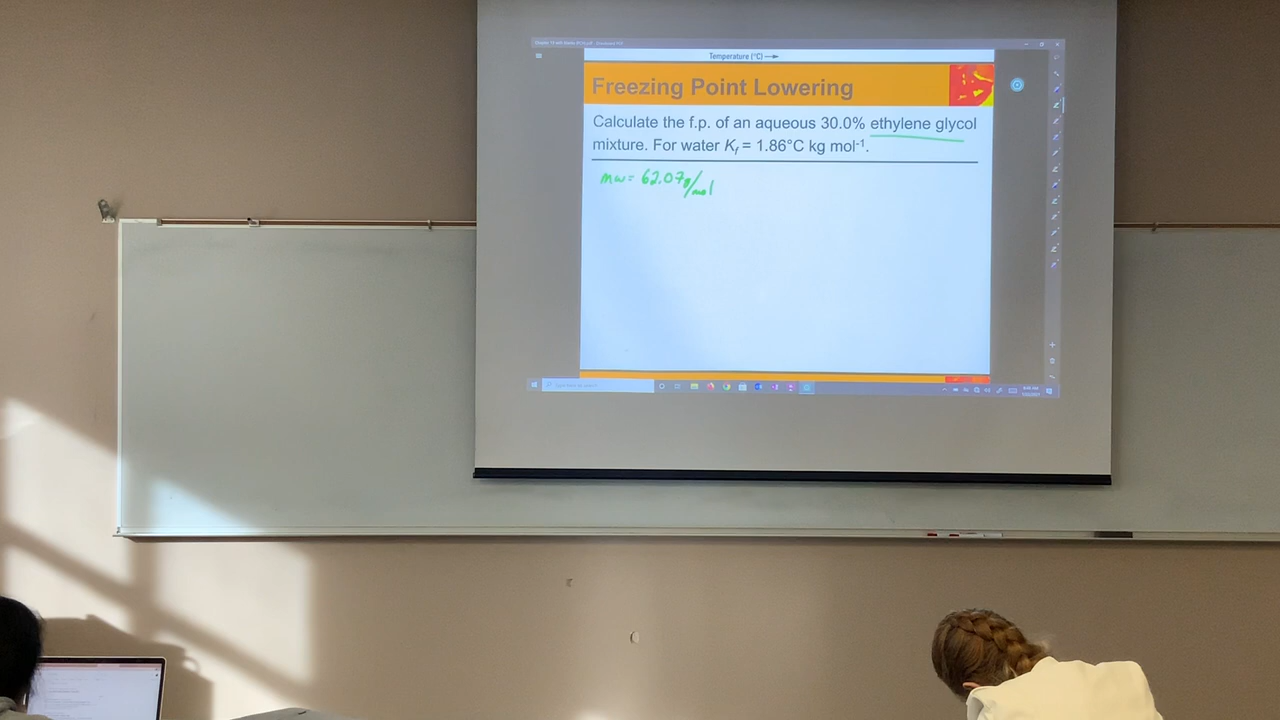 Temperature (°C) →
Freezing Point Lowering
Calculate the f.p. of an aqueous 30.0% ethylene glycol
mixture. For water Kf = 1.86°C kg mol-1.
mw = 62.07g/mol